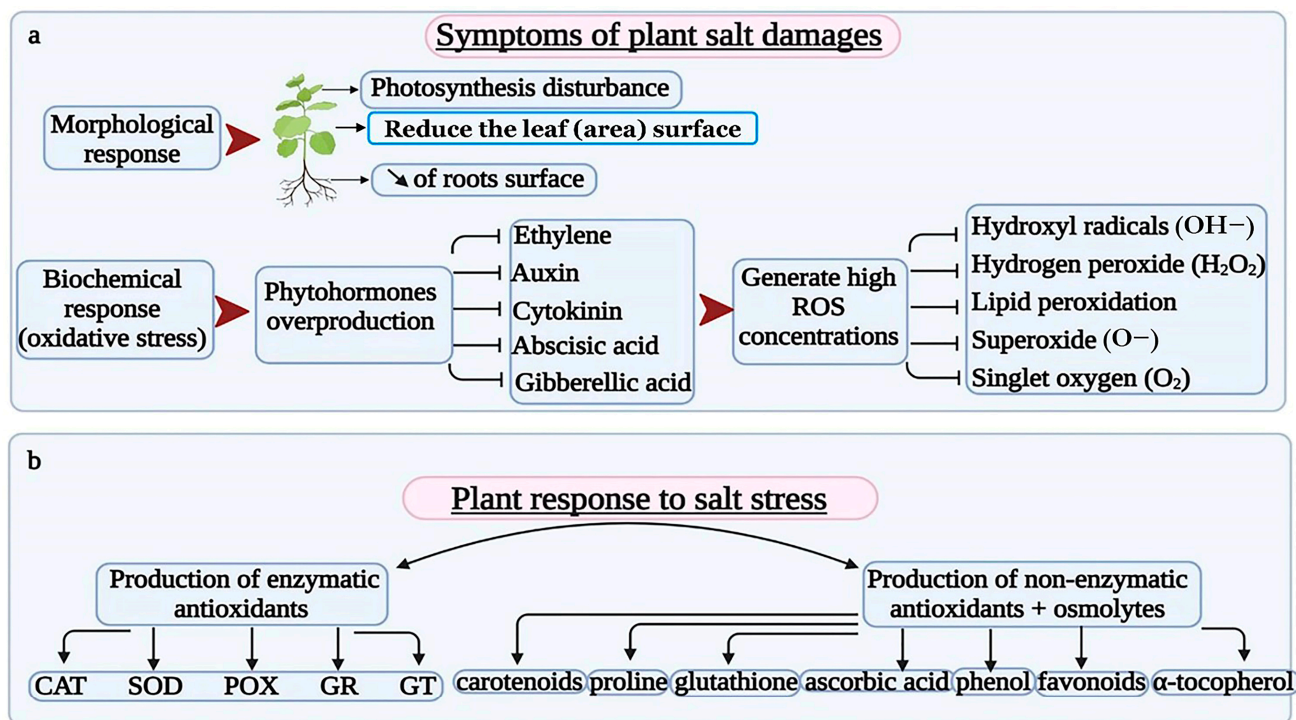 a
Symptoms of plant salt damages
Morphological
response
Photosynthesis disturbance
Reduce the leaf (area) surface
↘ of roots surface
Biochemical
response
(oxidative stress)
Phytohormones
overproduction
Ethylene
Auxin
Cytokinin
Abscisic acid
Gibberellic acid
Generate high
ROS
concentrations
Hydroxyl radicals (OH−)
Hydrogen peroxide (H₂O₂)
Lipid peroxidation
Superoxide (O−)
Singlet oxygen (O₂)
b
Plant response to salt stress
Production of enzymatic
antioxidants
Production of non-enzymatic
antioxidants + osmolytes
CAT SOD POX GR GT
carotenoids proline glutathione ascorbic acid phenol favonoids α-tocopherol